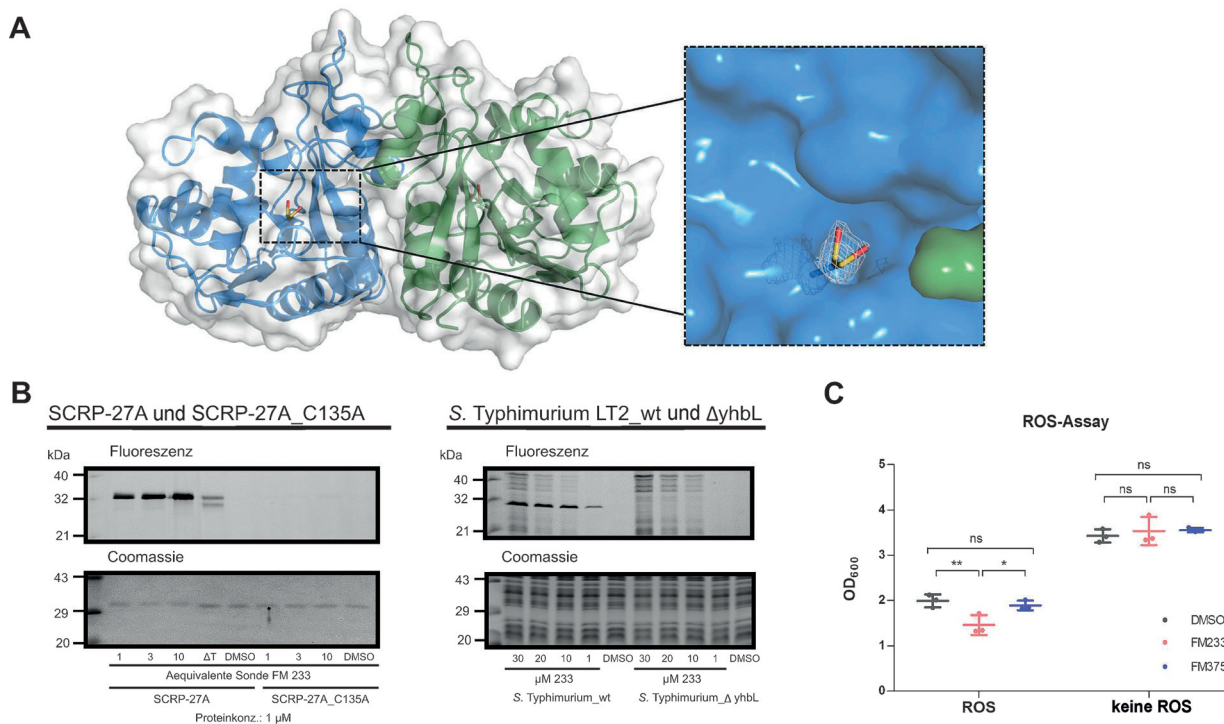 A
B
SCRP-27A und SCRP-27A_C135A
kDa
Fluoreszenz
40
32
21
Coomassie
43
29
20
1 3 10 ΔT DMSO 1 3 10 DMSO
Aequivalente Sonde FM 233
SCRP-27A SCRP-27A_C135A
Proteinkonz.: 1 µM
S. Typhimurium LT2_wt und ΔyhbL
kDa
Fluoreszenz
40
32
21
Coomassie
43
29
20
30 20 10 1 DMSO 30 20 10 1 DMSO
µM 233 µM 233
S. Typhimurium_wt S. Typhimurium_Δ yhbL
C
ROS-Assay
OD600
5
4
3
2
1
0
ns
** *
ns
ns ns
ROS keine ROS
DMSO
FM233
FM375